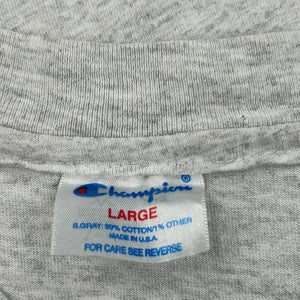 Champion®
LARGE
S.GRAY: 99% COTTON/1% OTHER
MADE IN U.S.A.
FOR CARE SEE REVERSE